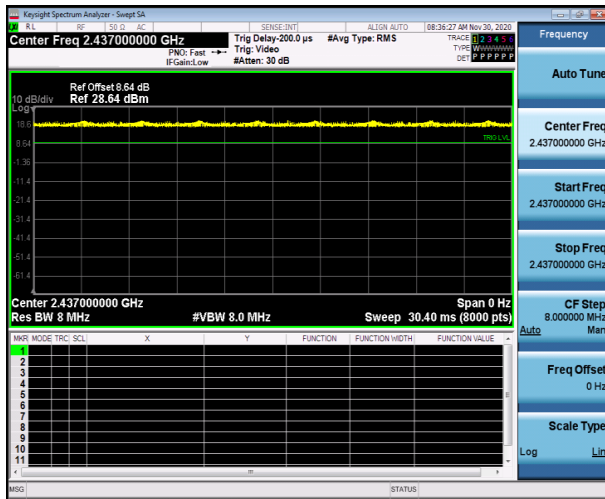 Keysight Spectrum Analyzer - Swept SA
RL RF 50 Ω AC SENSE:INT ALIGN AUTO 08:36:27 AM Nov 30, 2020
Center Freq 2.437000000 GHz
PNO: Fast
IFGain:Low
Trig Delay-200.0 μs
Trig: Video
#Atten: 30 dB
#Avg Type: RMS
TRACE 1 2 3 4 5 6
TYPE W
DET P P P P P P
Frequency
Auto Tune
Center Freq
2.437000000 GHz
Start Freq
2.437000000 GHz
Stop Freq
2.437000000 GHz
CF Step
8.000000 MHz
Auto Man
Freq Offset
0 Hz
Scale Type
Log Lin
Ref Offset 8.64 dB
10 dB/div Ref 28.64 dBm
Log
18.6
8.64
TRIG LVL
-1.36
-11.4
-21.4
-31.4
-41.4
-51.4
-61.4
Center 2.437000000 GHz Span 0 Hz
Res BW 8 MHz #VBW 8.0 MHz Sweep 30.40 ms (8000 pts)
MKR MODE TRC SCL X Y FUNCTION FUNCTION WIDTH FUNCTION VALUE
1
2
3
4
5
6
7
8
9
10
11
MSG STATUS